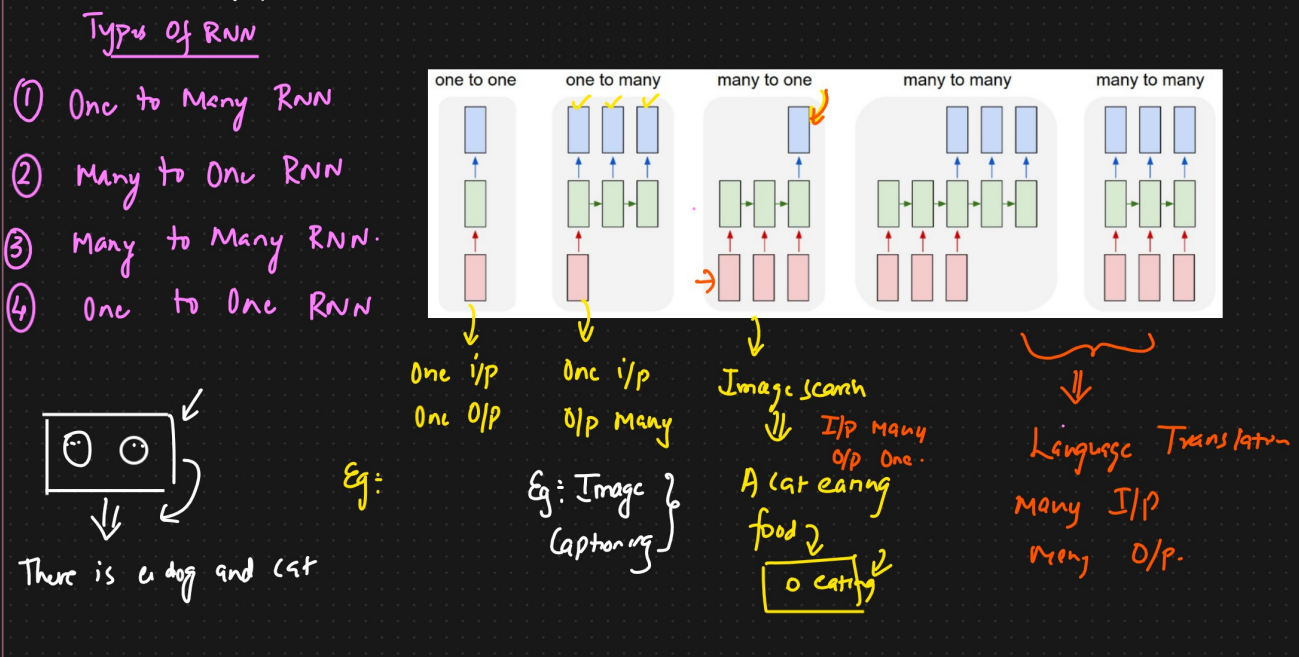 Types Of RNN
① One to Many RNN
② Many to One RNN
③ Many to Many RNN.
④ One to One RNN
one to one
one to many
many to one
many to many
many to many
One i/p
One O/p
Eg:
One i/p
O/p Many
Eg: Image
Captioning
Image search
I/p Many
O/p One.
A cat eating
food
eating
Language Translation
Many I/p
Many O/p.
There is a dog and cat